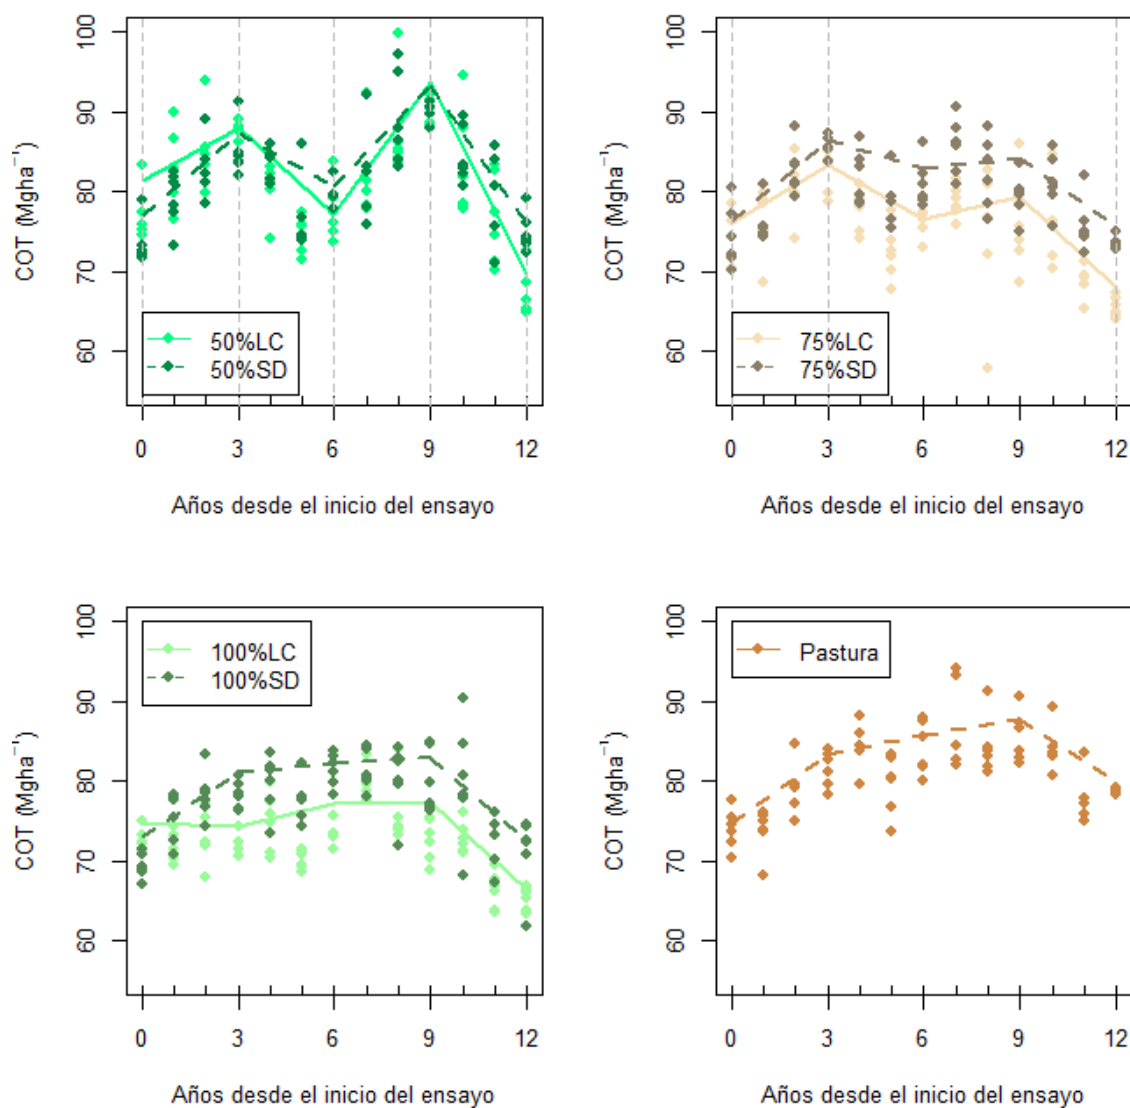 100
90
80
70
60
COT (Mgha⁻¹)
50%LC
50%SD
0 3 6 9 12
Años desde el inicio del ensayo
100
90
80
70
60
COT (Mgha⁻¹)
75%LC
75%SD
0 3 6 9 12
Años desde el inicio del ensayo
100
90
80
70
60
COT (Mgha⁻¹)
100%LC
100%SD
0 3 6 9 12
Años desde el inicio del ensayo
100
90
80
70
60
COT (Mgha⁻¹)
Pastura
0 3 6 9 12
Años desde el inicio del ensayo